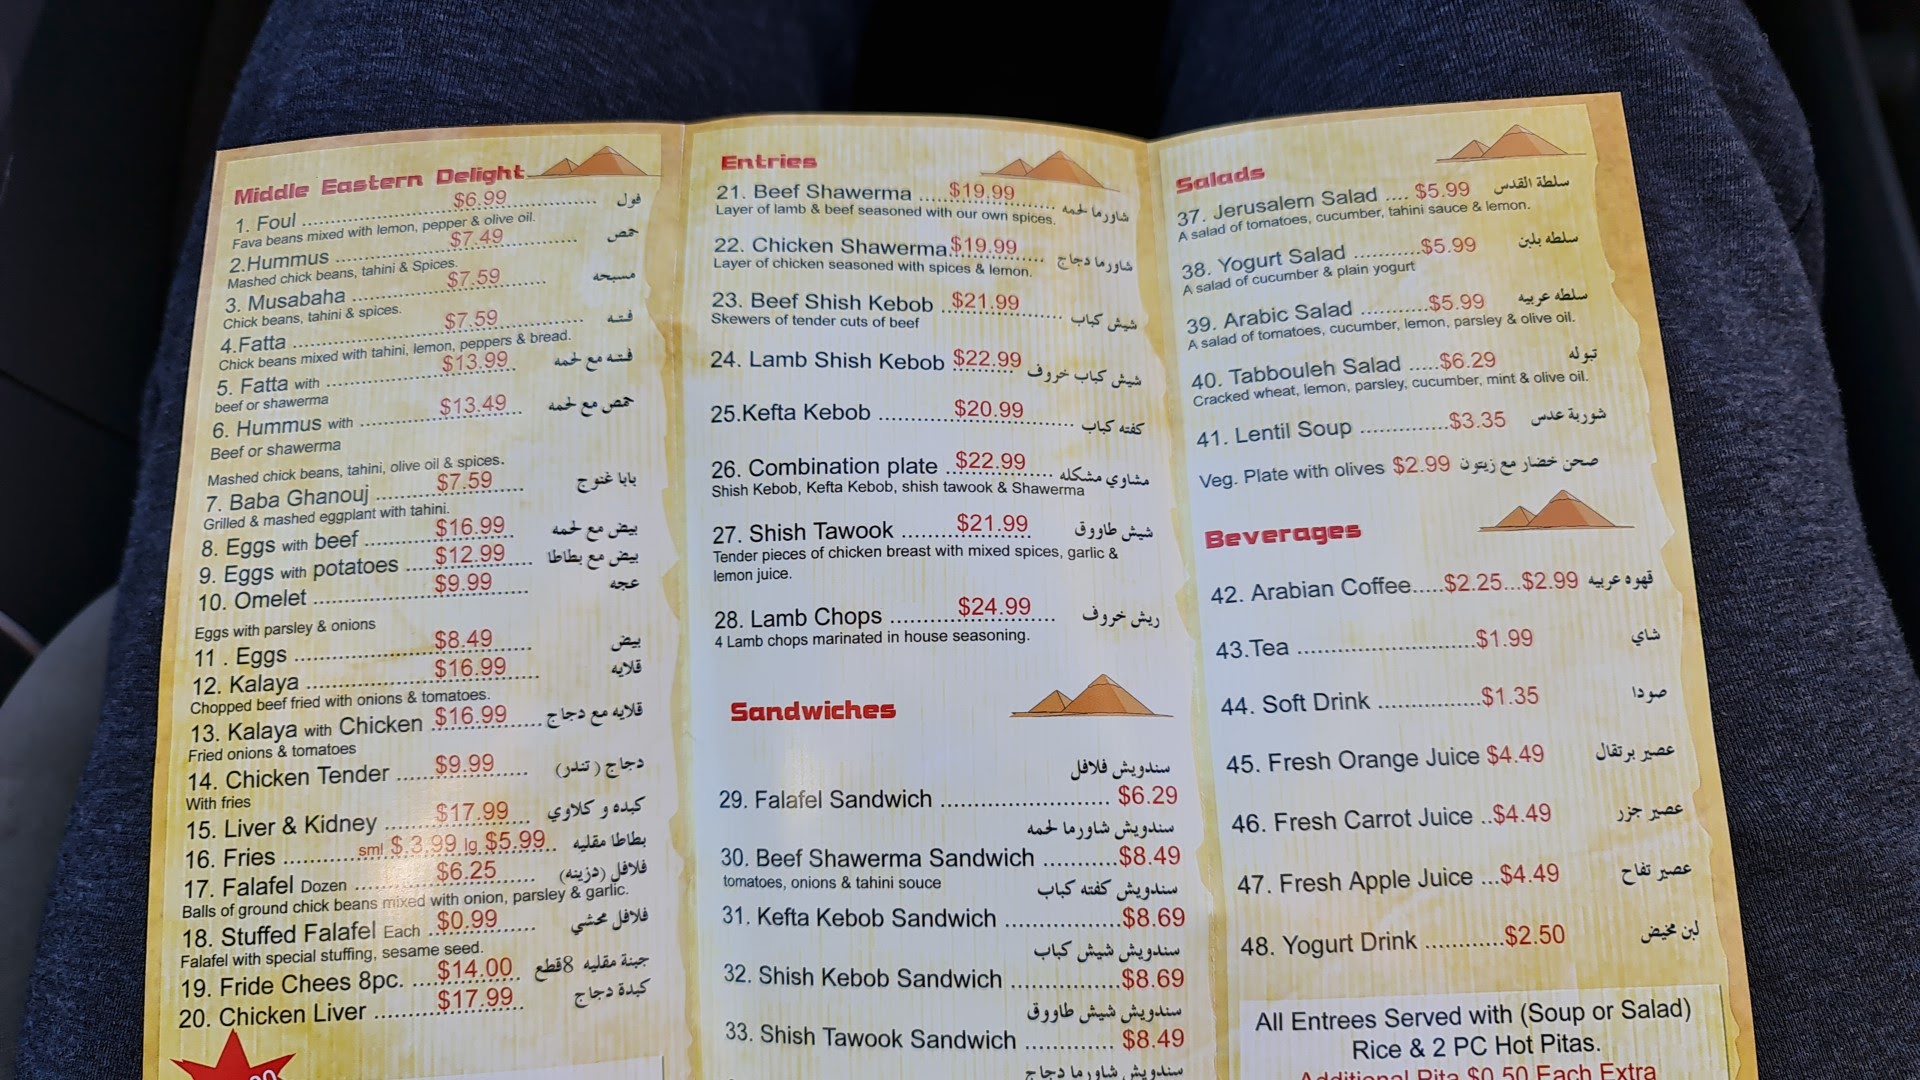 Middle Eastern Delight
1. Foul ........ $6.99 فول
Fava beans mixed with lemon, pepper & olive oil.
2.Hummus ........ $7.49 حمص
Mashed chick beans, tahini & Spices.
3. Musabaha ........ $7.59 مسبحه
Chick beans, tahini & spices.
4.Fatta ........ $7.59 فته
Chick beans mixed with tahini, lemon, peppers & bread.
5. Fatta with ........ $13.99 فته مع لحمه
beef or shawerma
6. Hummus with ........ $13.49 حمص مع لحمه
Beef or shawerma
Mashed chick beans, tahini, olive oil & spices.
7. Baba Ghanouj ........ $7.59 بابا غنوج
Grilled & mashed eggplant with tahini.
8. Eggs with beef ........ $16.99 بيض مع لحمه
9. Eggs with potatoes ........ $12.99 بيض مع بطاطا
10. Omelet ........ $9.99 عجه
Eggs with parsley & onions
11 . Eggs ........ $8.49 بيض
12. Kalaya ........ $16.99 قلايه
Chopped beef fried with onions & tomatoes.
13. Kalaya with Chicken $16.99 ..... قلايه مع دجاج
Fried onions & tomatoes
14. Chicken Tender ........ $9.99 دجاج (تندر)
With fries
15. Liver & Kidney ........ $17.99 كبده و كلاوي
16. Fries ........ sml $ 3.99 lg $5.99 بطاطا مقليه
17. Falafel Dozen ........ $6.25 فلافل (دزينه)
Balls of ground chick beans mixed with onion, parsley & garlic.
18. Stuffed Falafel Each ..$0.99 فلافل محشي
Falafel with special stuffing, sesame seed.
19. Fride Chees 8pc. ....$14.00 جبنة مقليه 8قطع
20. Chicken Liver ........ $17.99 كبدة دجاج
Entries
21. Beef Shawerma ....$19.99 شاورما لحمه
Layer of lamb & beef seasoned with our own spices.
22. Chicken Shawerma.$19.99 شاورما دجاج
Layer of chicken seasoned with spices & lemon.
23. Beef Shish Kebob ..$21.99 شيش كباب
Skewers of tender cuts of beef
24. Lamb Shish Kebob $22.99 شيش كباب خروف
25.Kefta Kebob ........ $20.99 كفته كباب
26. Combination plate ..$22.99 مشاوي مشكله
Shish Kebob, Kefta Kebob, shish tawook & Shawerma
27. Shish Tawook ........ $21.99 شيش طاووق
Tender pieces of chicken breast with mixed spices, garlic &
lemon juice.
28. Lamb Chops ........ $24.99 ريش خروف
4 Lamb chops marinated in house seasoning.
Sandwiches
سندويش فلافل
29. Falafel Sandwich ........ $6.29
سندويش شاورما لحمه
30. Beef Shawerma Sandwich ...........$8.49
tomatoes, onions & tahini souce
سندويش كفته كباب
31. Kefta Kebob Sandwich .................$8.69
سندويش شيش كباب
32. Shish Kebob Sandwich ................$8.69
سندويش شيش طاووق
33. Shish Tawook Sandwich ............. $8.49
سندويش شاورما دجاج
Salads
37. Jerusalem Salad .... $5.99 سلطة القدس
A salad of tomatoes, cucumber, tahini sauce & lemon.
38. Yogurt Salad ...........$5.99 سلطه بلبن
A salad of cucumber & plain yogurt
39. Arabic Salad ...........$5.99 سلطه عربيه
A salad of tomatoes, cucumber, lemon, parsley & olive oil.
40. Tabbouleh Salad .....$6.29 تبوله
Cracked wheat, lemon, parsley, cucumber, mint & olive oil.
41. Lentil Soup ..............$3.35 شوربة عدس
Veg. Plate with olives $2.99 صحن خضار مع زيتون
Beverages
42. Arabian Coffee.....$2.25...$2.99 قهوه عربيه
43.Tea .............................$1.99 شاي
44. Soft Drink .................$1.35 صودا
45. Fresh Orange Juice $4.49 عصير برتقال
46. Fresh Carrot Juice ..$4.49 عصير جزر
47. Fresh Apple Juice ...$4.49 عصير تفاح
48. Yogurt Drink .............$2.50 لبن مخيض
All Entrees Served with (Soup or Salad)
Rice & 2 PC Hot Pitas.
Additional Pita $0.50 Each Extra